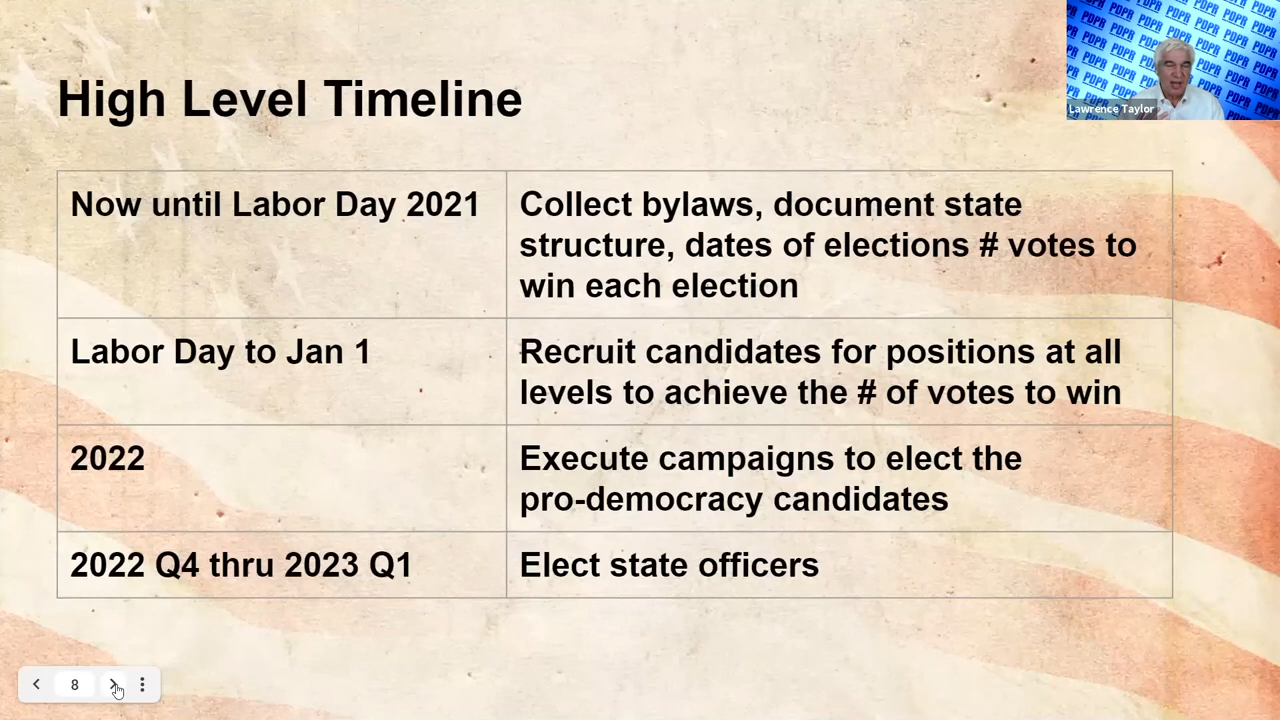 High Level Timeline
Lawrence Taylor
Now until Labor Day 2021
Collect bylaws, document state
structure, dates of elections # votes to
win each election
Labor Day to Jan 1
Recruit candidates for positions at all
levels to achieve the # of votes to win
2022
Execute campaigns to elect the
pro-democracy candidates
2022 Q4 thru 2023 Q1
Elect state officers
8